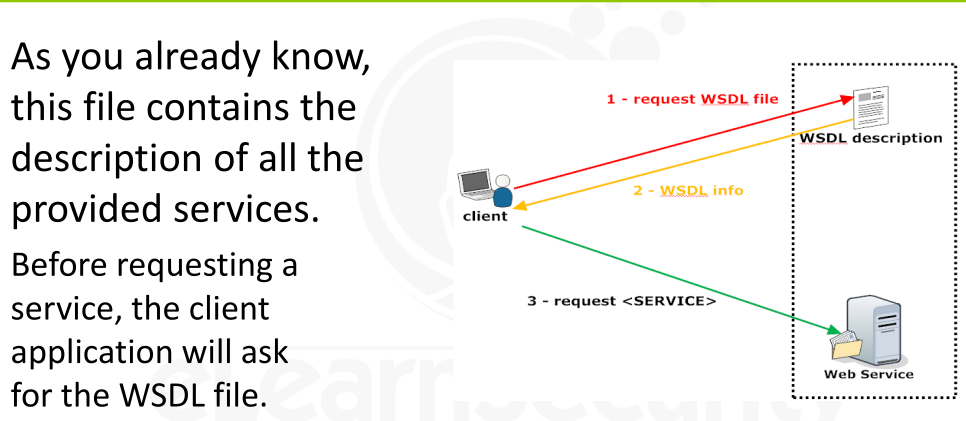 As you already know,
this file contains the
description of all the
provided services.
Before requesting a
service, the client
application will ask
for the WSDL file.
1 - request WSDL file
WSDL description
2 - WSDL info
client
3 - request <SERVICE>
Web Service
eLearnSecurity